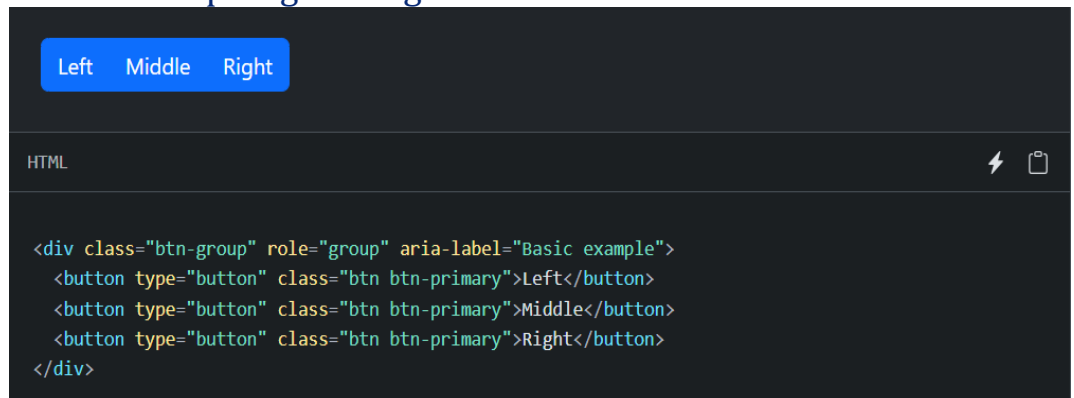 Left Middle Right
HTML
<div class="btn-group" role="group" aria-label="Basic example">
  <button type="button" class="btn btn-primary">Left</button>
  <button type="button" class="btn btn-primary">Middle</button>
  <button type="button" class="btn btn-primary">Right</button>
</div>